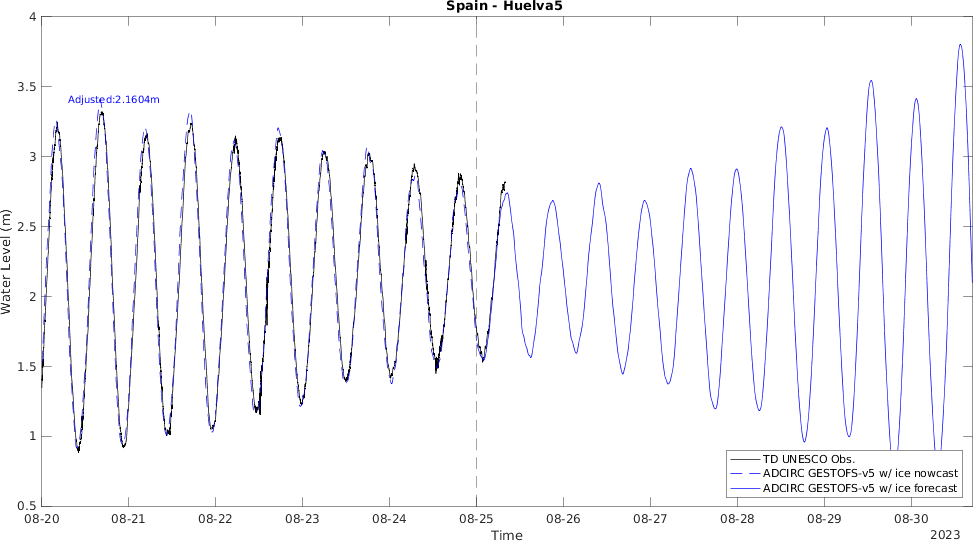 Spain - Huelva5
Adjusted:2.1604m
Water Level (m)
4
3.5
3
2.5
2
1.5
1
0.5
TD UNESCO Obs.
ADCIRC GESTOFS-v5 w/ ice nowcast
ADCIRC GESTOFS-v5 w/ ice forecast
08-20 08-21 08-22 08-23 08-24 08-25 08-26 08-27 08-28 08-29 08-30
Time
2023